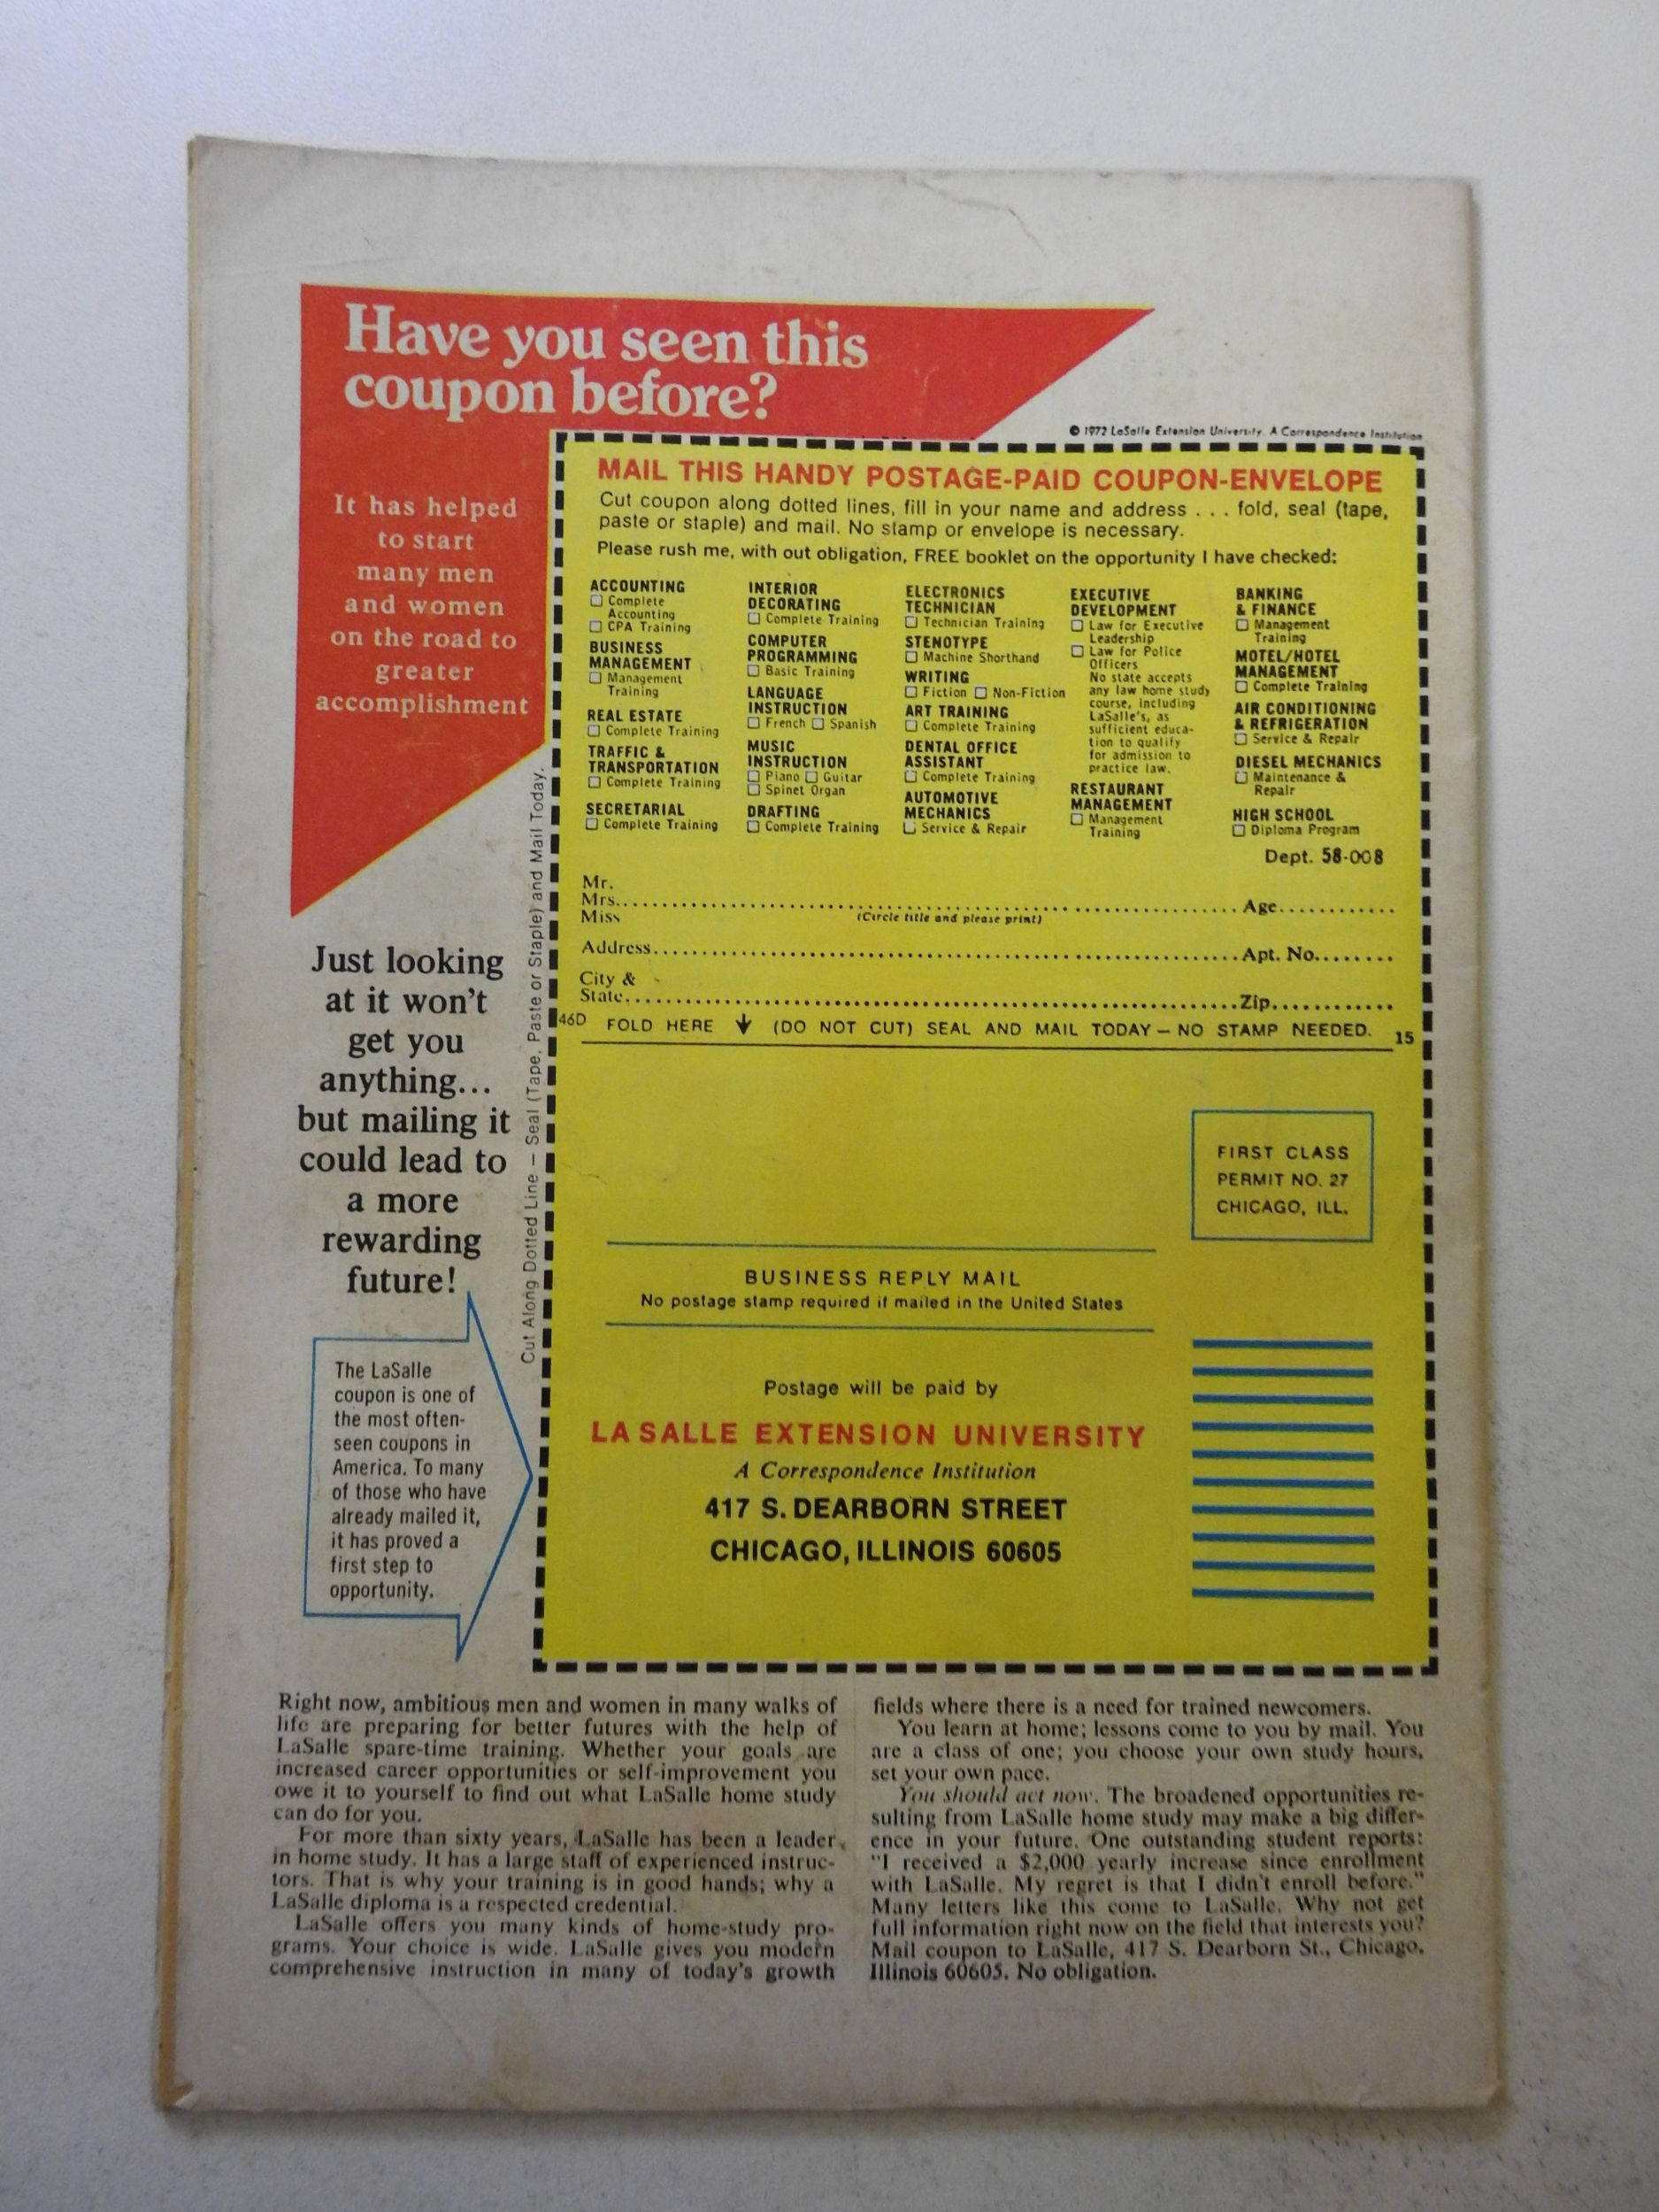 Have you seen this
coupon before?
It has helped
to start
many men
and women
on the road to
greater
accomplishment
Just looking
at it won't
get you
anything...
but mailing it
could lead to
a more
rewarding
future!
The LaSalle
coupon is one of
the most often-
seen coupons in
America. To many
of those who have
already mailed it,
it has proved a
first step to
opportunity.
Cut Along Dotted Line – Seal (Tape, Paste or Staple) and Mail Today.
© 1972 LaSalle Extension University. A Correspondence Institution
MAIL THIS HANDY POSTAGE-PAID COUPON-ENVELOPE
Cut coupon along dotted lines, fill in your name and address . . . fold, seal (tape,
paste or staple) and mail. No stamp or envelope is necessary.
Please rush me, with out obligation, FREE booklet on the opportunity I have checked:
ACCOUNTING
☐ Complete
Accounting
☐ CPA Training
BUSINESS
MANAGEMENT
☐ Management
Training
REAL ESTATE
☐ Complete Training
TRAFFIC &
TRANSPORTATION
☐ Complete Training
SECRETARIAL
☐ Complete Training
INTERIOR
DECORATING
☐ Complete Training
COMPUTER
PROGRAMMING
☐ Basic Training
LANGUAGE
INSTRUCTION
☐ French ☐ Spanish
MUSIC
INSTRUCTION
☐ Piano ☐ Guitar
☐ Spinet Organ
DRAFTING
☐ Complete Training
ELECTRONICS
TECHNICIAN
☐ Technician Training
STENOTYPE
☐ Machine Shorthand
WRITING
☐ Fiction ☐ Non-Fiction
ART TRAINING
☐ Complete Training
DENTAL OFFICE
ASSISTANT
☐ Complete Training
AUTOMOTIVE
MECHANICS
☐ Service & Repair
EXECUTIVE
DEVELOPMENT
☐ Law for Executive
Leadership
☐ Law for Police
Officers
No state accepts
any law home study
course, including
LaSalle's, as
sufficient educa-
tion to qualify
for admission to
practice law.
RESTAURANT
MANAGEMENT
☐ Management
Training
BANKING
& FINANCE
☐ Management
Training
MOTEL/HOTEL
MANAGEMENT
☐ Complete Training
AIR CONDITIONING
& REFRIGERATION
☐ Service & Repair
DIESEL MECHANICS
☐ Maintenance &
Repair
HIGH SCHOOL
☐ Diploma Program
Dept. 58-008
Mr.
Mrs. Age
Miss (Circle title and please print)
Address Apt. No.
City &
State Zip
46D FOLD HERE ↓ (DO NOT CUT) SEAL AND MAIL TODAY – NO STAMP NEEDED. 15
FIRST CLASS
PERMIT NO. 27
CHICAGO, ILL.
BUSINESS REPLY MAIL
No postage stamp required if mailed in the United States
Postage will be paid by
LA SALLE EXTENSION UNIVERSITY
A Correspondence Institution
417 S. DEARBORN STREET
CHICAGO, ILLINOIS 60605
Right now, ambitious men and women in many walks of
life are preparing for better futures with the help of
LaSalle spare-time training. Whether your goals are
increased career opportunities or self-improvement you
owe it to yourself to find out what LaSalle home study
can do for you.
For more than sixty years, LaSalle has been a leader
in home study. It has a large staff of experienced instruc-
tors. That is why your training is in good hands; why a
LaSalle diploma is a respected credential.
LaSalle offers you many kinds of home-study pro-
grams. Your choice is wide. LaSalle gives you modern
comprehensive instruction in many of today's growth
fields where there is a need for trained newcomers.
You learn at home; lessons come to you by mail. You
are a class of one; you choose your own study hours,
set your own pace.
You should act now. The broadened opportunities re-
sulting from LaSalle home study may make a big differ-
ence in your future. One outstanding student reports:
"I received a $2,000 yearly increase since enrollment
with LaSalle. My regret is that I didn't enroll before."
Many letters like this come to LaSalle. Why not get
full information right now on the field that interests you?
Mail coupon to LaSalle, 417 S. Dearborn St., Chicago,
Illinois 60605. No obligation.